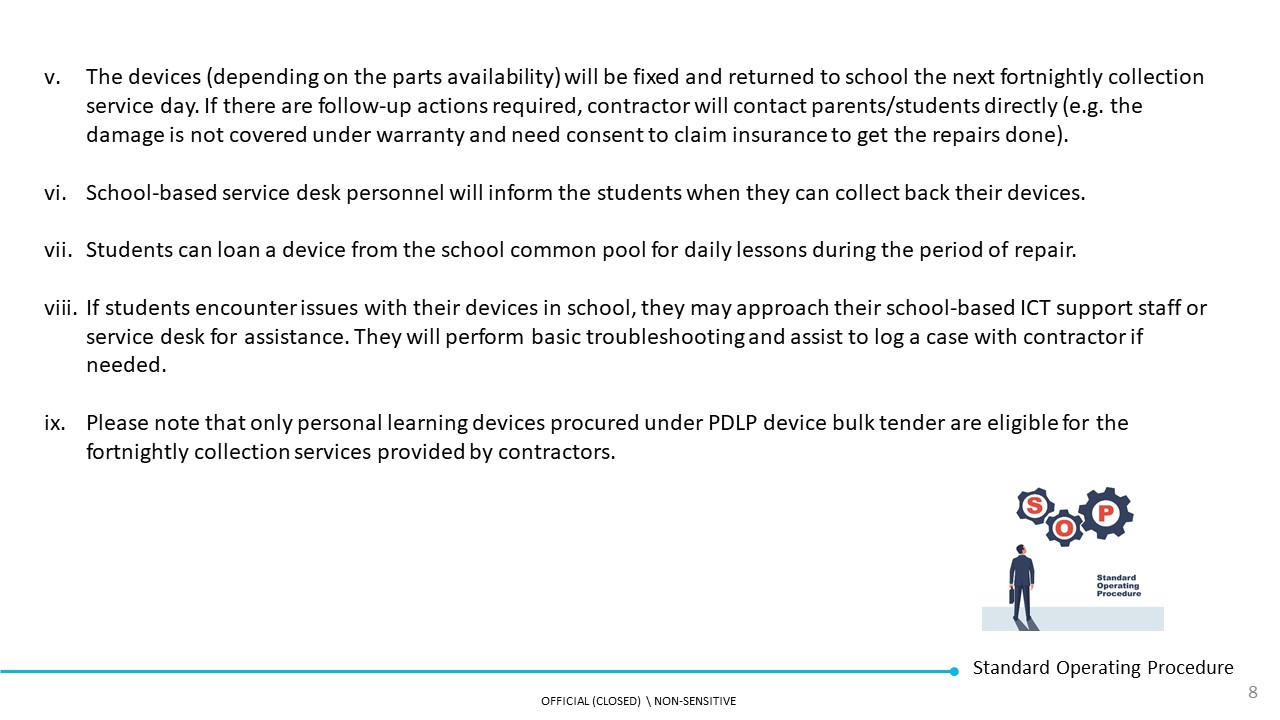 v. The devices (depending on the parts availability) will be fixed and returned to school the next fortnightly collection
service day. If there are follow-up actions required, contractor will contact parents/students directly (e.g. the
damage is not covered under warranty and need consent to claim insurance to get the repairs done).
vi. School-based service desk personnel will inform the students when they can collect back their devices.
vii. Students can loan a device from the school common pool for daily lessons during the period of repair.
viii. If students encounter issues with their devices in school, they may approach their school-based ICT support staff or
service desk for assistance. They will perform basic troubleshooting and assist to log a case with contractor if
needed.
ix. Please note that only personal learning devices procured under PDLP device bulk tender are eligible for the
fortnightly collection services provided by contractors.
S O P
Standard
Operating
Procedure
Standard Operating Procedure
OFFICIAL (CLOSED) \ NON-SENSITIVE
8